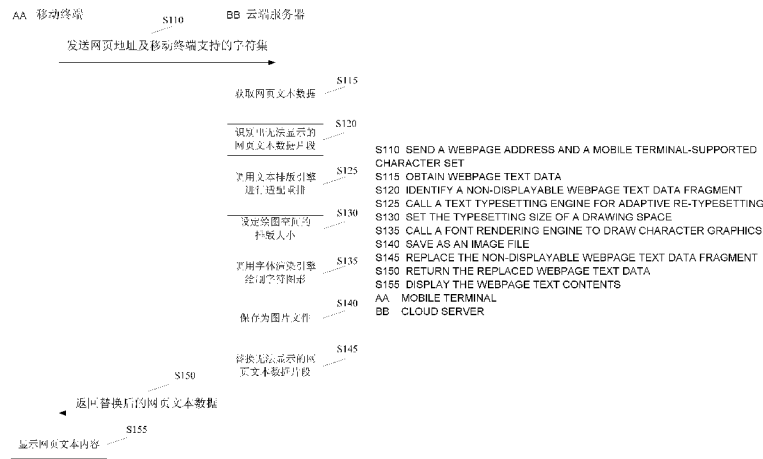 AA 移动终端
BB 云端服务器
S110
发送网页地址及移动终端支持的字符集
S115
获取网页文本数据
S120
识别出无法显示的
网页文本数据片段
S125
调用文本排版引擎
进行适配重排
S130
设定绘图空间的
排版大小
S135
调用字体渲染引擎
绘制字符图形
S140
保存为图片文件
S145
替换无法显示的网
页文本数据片段
S150
返回替换后的网页文本数据
S155
显示网页文本内容
S110 SEND A WEBPAGE ADDRESS AND A MOBILE TERMINAL-SUPPORTED
CHARACTER SET
S115 OBTAIN WEBPAGE TEXT DATA
S120 IDENTIFY A NON-DISPLAYABLE WEBPAGE TEXT DATA FRAGMENT
S125 CALL A TEXT TYPESETTING ENGINE FOR ADAPTIVE RE-TYPESETTING
S130 SET THE TYPESETTING SIZE OF A DRAWING SPACE
S135 CALL A FONT RENDERING ENGINE TO DRAW CHARACTER GRAPHICS
S140 SAVE AS AN IMAGE FILE
S145 REPLACE THE NON-DISPLAYABLE WEBPAGE TEXT DATA FRAGMENT
S150 RETURN THE REPLACED WEBPAGE TEXT DATA
S155 DISPLAY THE WEBPAGE TEXT CONTENTS
AA MOBILE TERMINAL
BB CLOUD SERVER